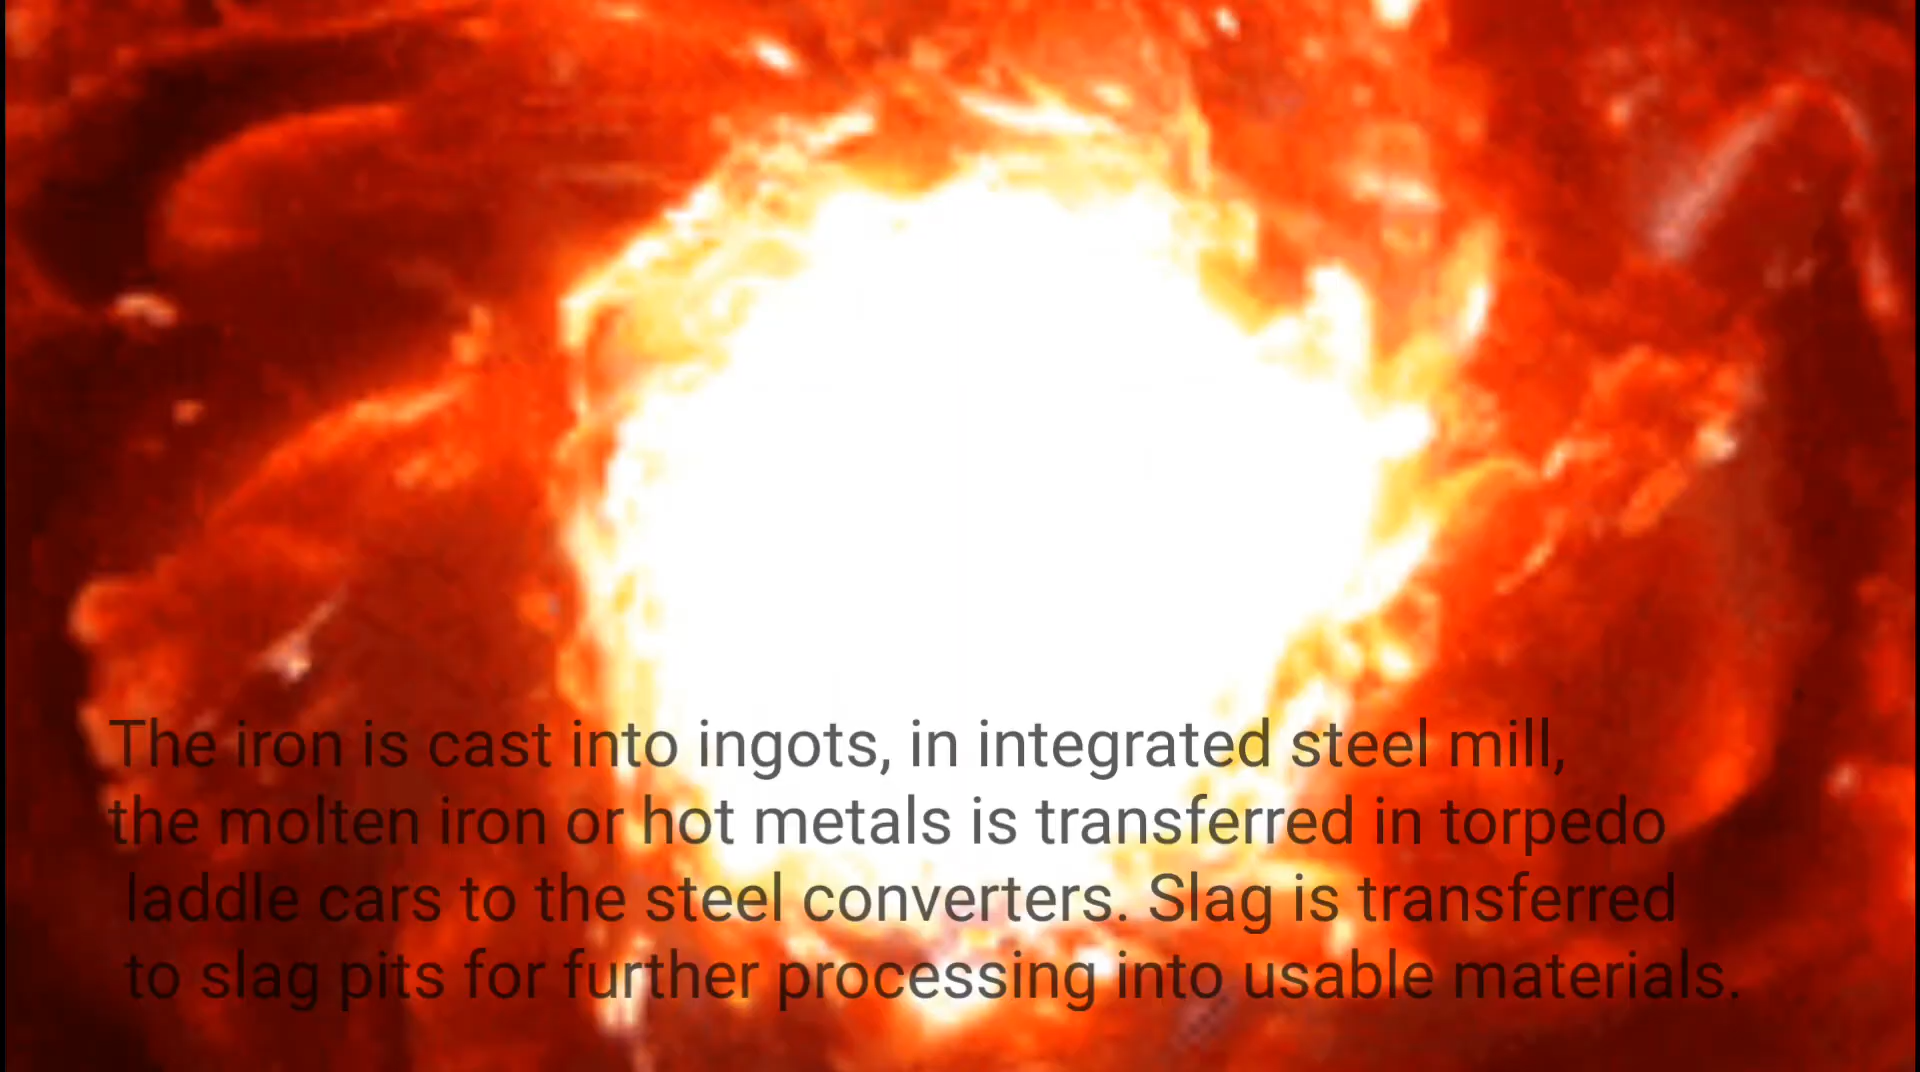 The iron is cast into ingots, in integrated steel mill,
the molten iron or hot metals is transferred in torpedo
laddle cars to the steel converters. Slag is transferred
to slag pits for further processing into usable materials.